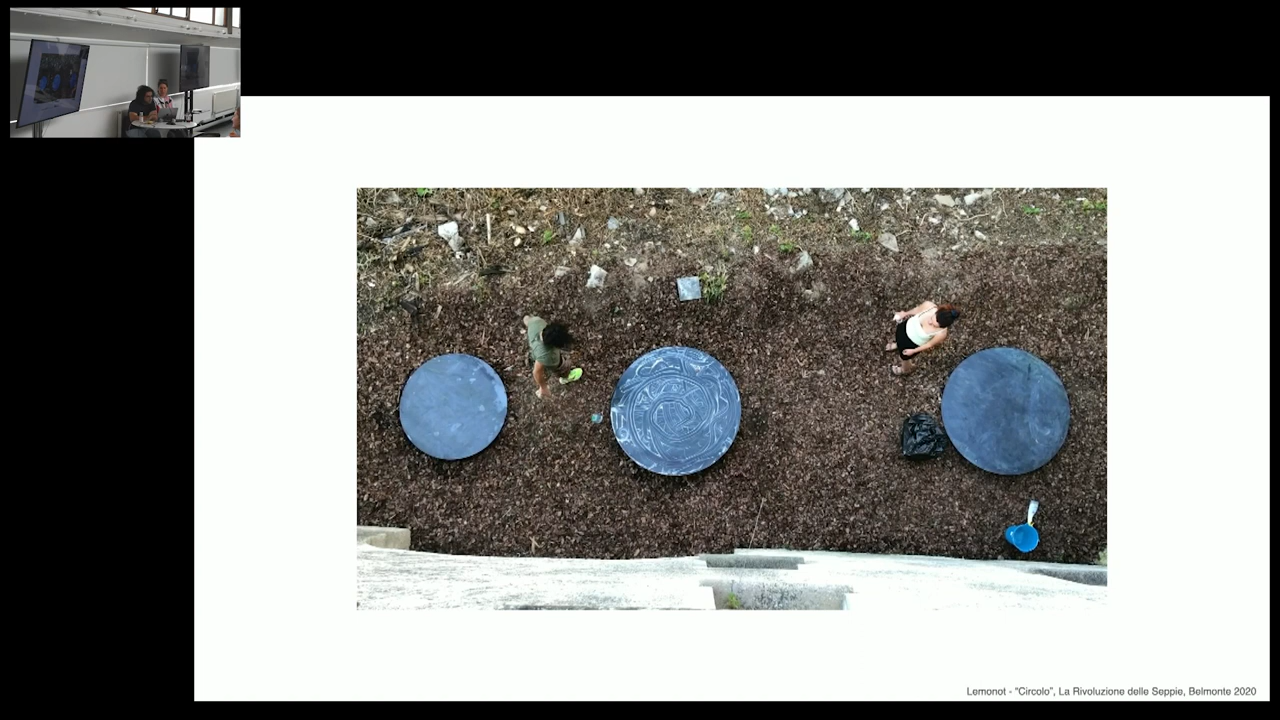 Lemonot - “Circolo”, La Rivoluzione delle Seppie, Belmonte 2020